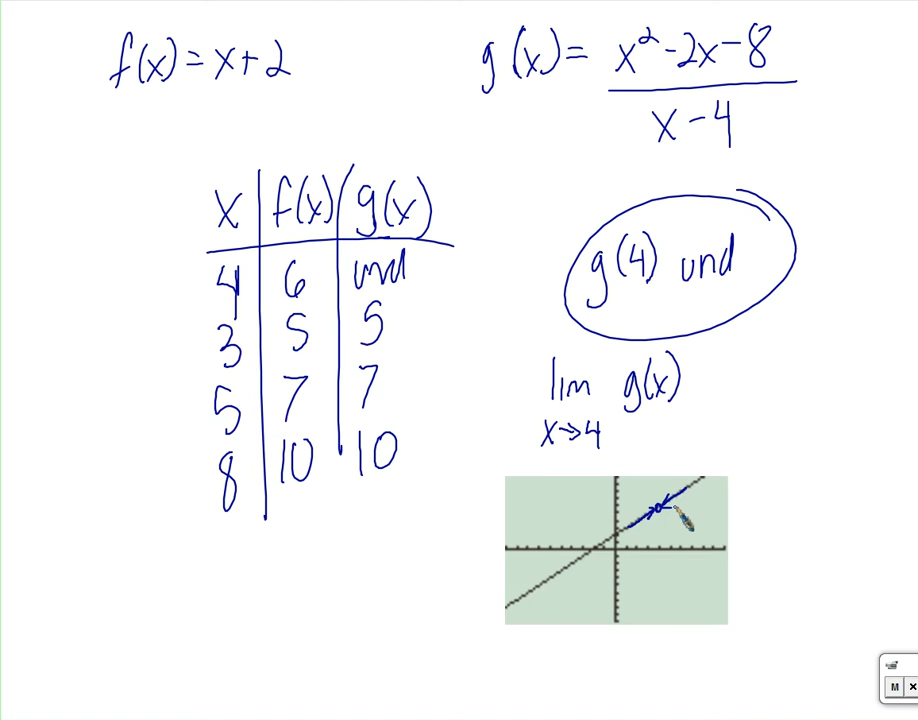 f(x) = x+2
g(x) = x² - 2x - 8
x - 4
x f(x) g(x)
4 6 und
3 5 5
5 7 7
8 10 10
g(4) und
lim g(x)
x→4
M x